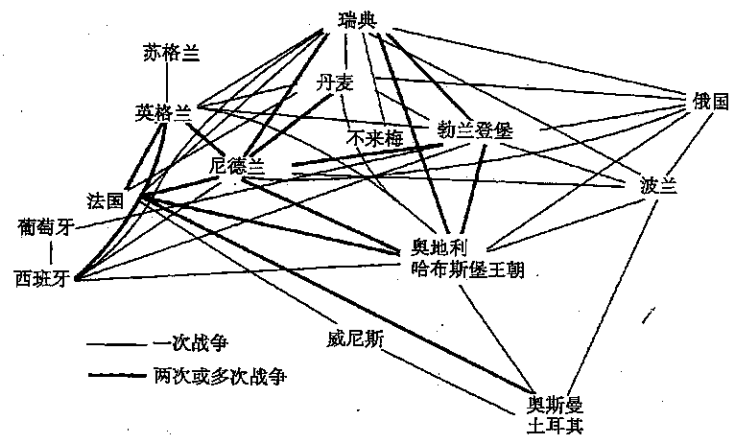 瑞典
苏格兰
丹麦
英格兰
俄国
不来梅
勃兰登堡
尼德兰
法国
波兰
葡萄牙
西班牙
奥地利
哈布斯堡王朝
威尼斯
一次战争
两次或多次战争
奥斯曼
土耳其